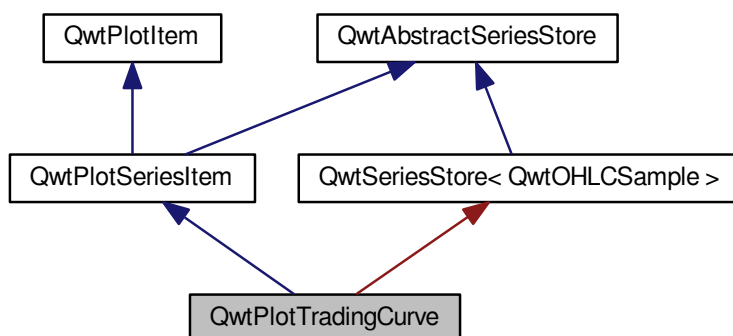 QwtPlotItem
QwtAbstractSeriesStore
QwtPlotSeriesItem
QwtSeriesStore< QwtOHLCSample >
QwtPlotTradingCurve